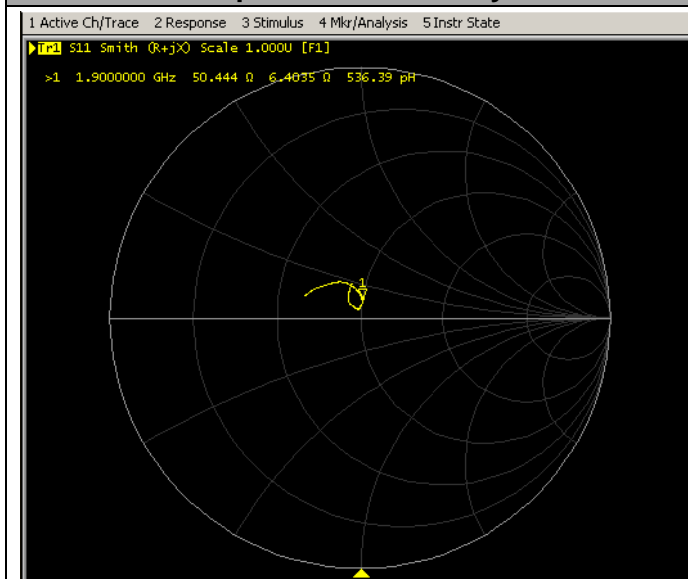 1 Active Ch/Trace 2 Response 3 Stimulus 4 Mkr/Analysis 5 Instr State
Tr1 S11 Smith (R+jX) Scale 1.000U [F1]
>1 1.9000000 GHz 50.444 Ω 6.4035 Ω 536.39 pH
1